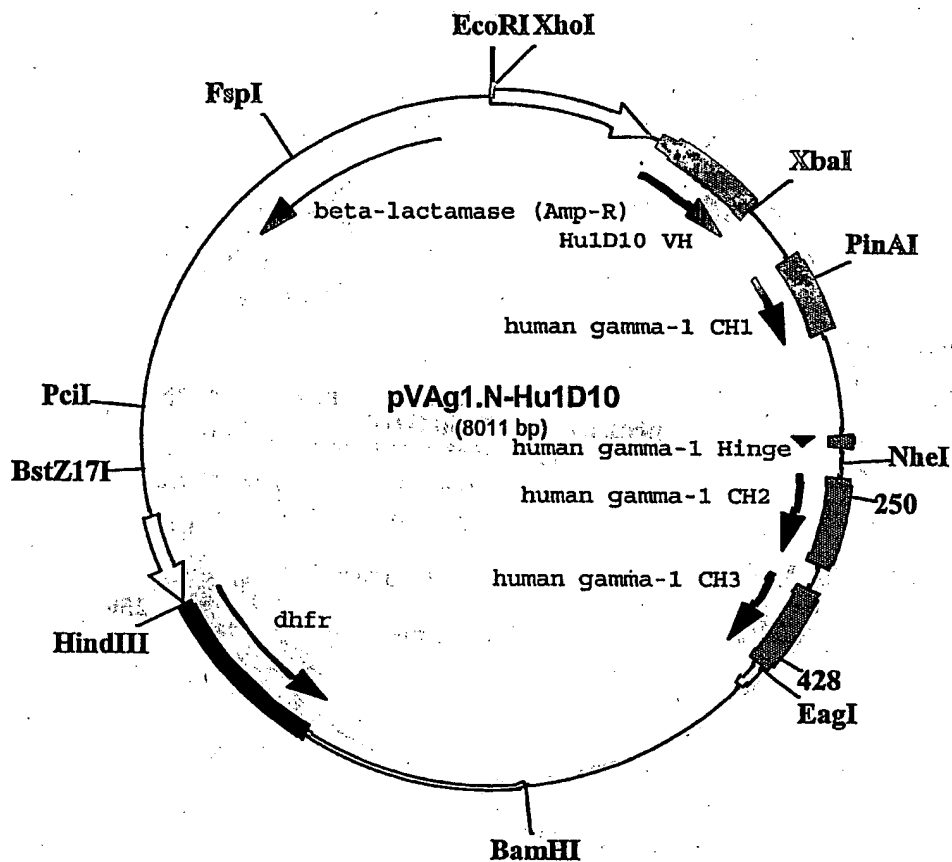 EcoRI XhoI
FspI
XbaI
beta-lactamase (Amp-R)
Hu1D10 VH
PinAI
human gamma-1 CH1
PciI
pVAg1.N-Hu1D10
(8011 bp)
human gamma-1 Hinge
NheI
BstZ17I
human gamma-1 CH2
250
human gamma-1 CH3
dhfr
HindIII
428
EagI
BamHI